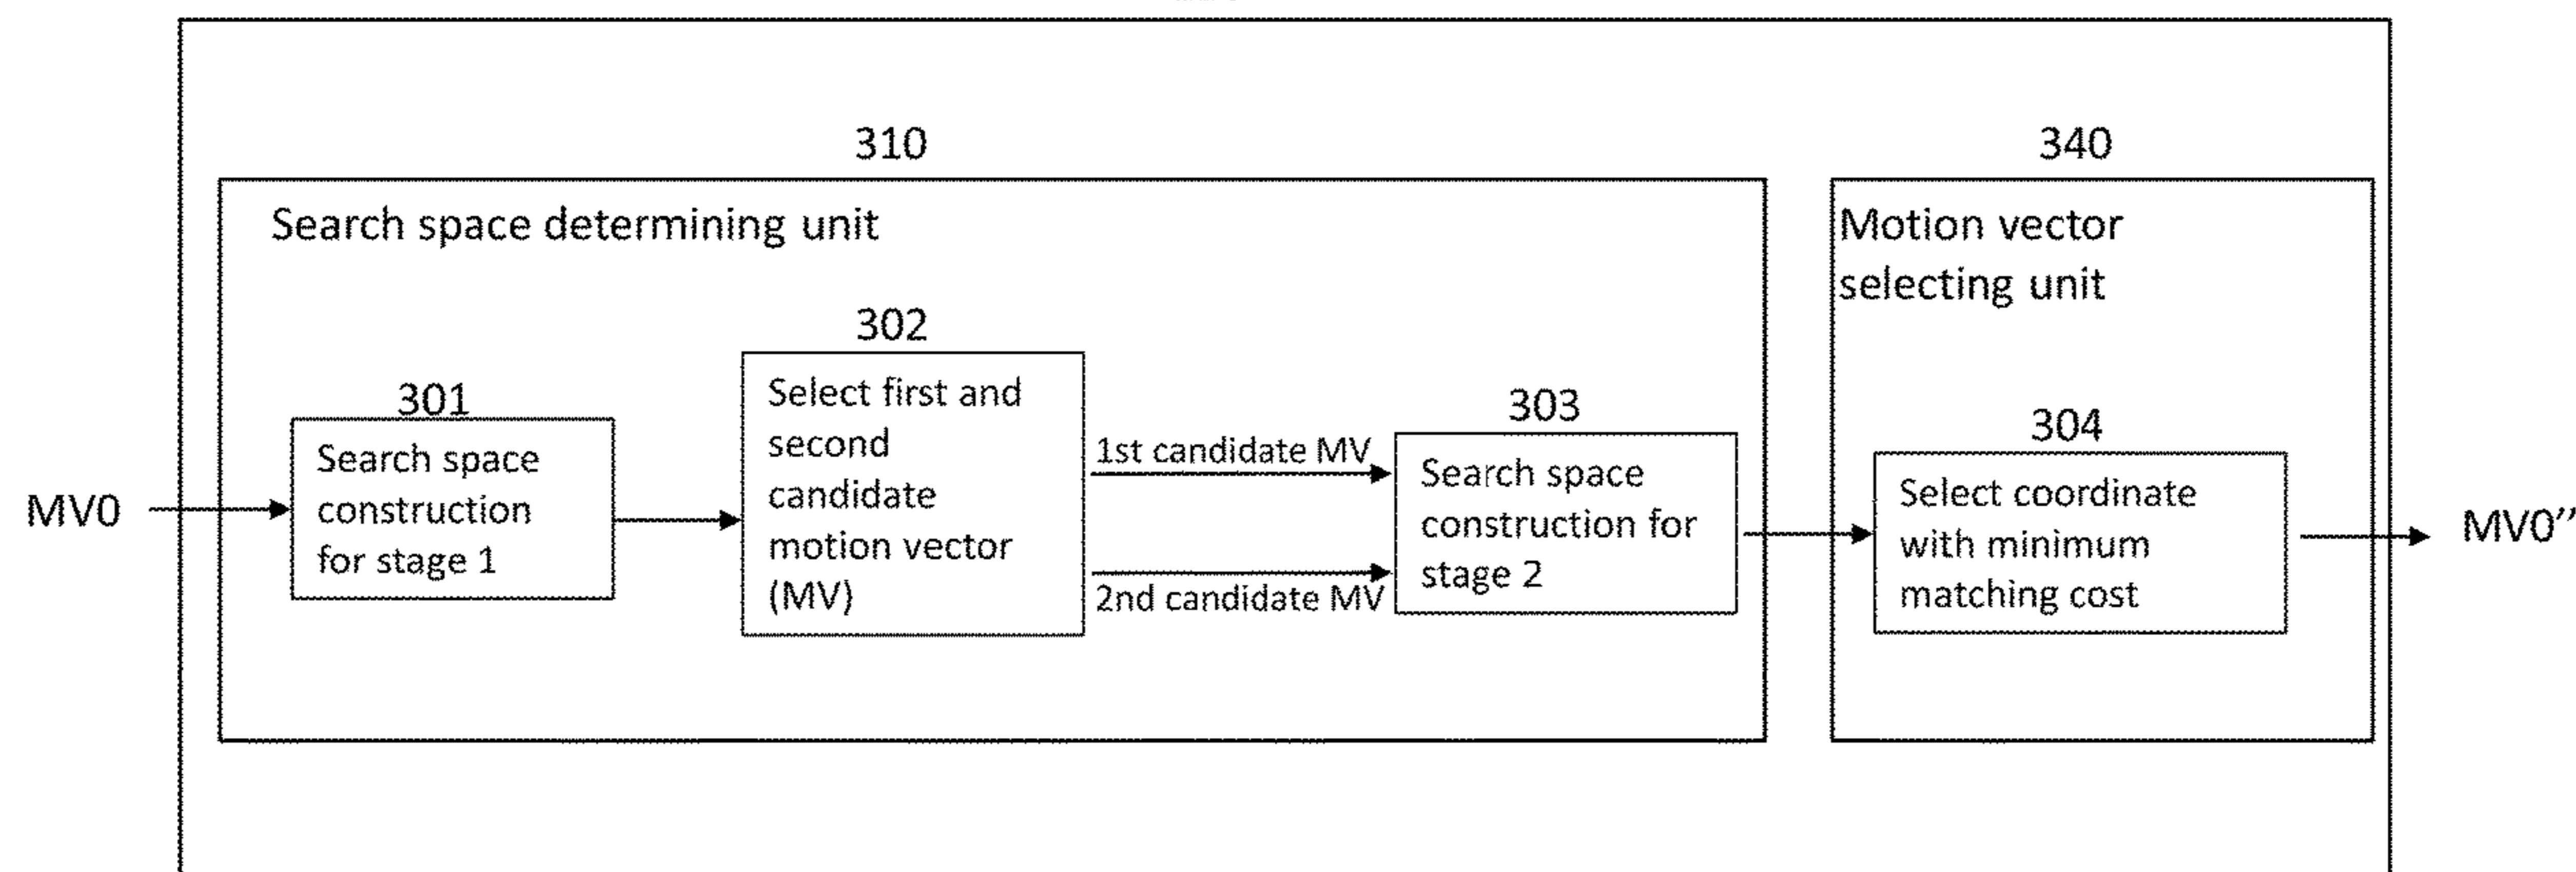 310
340
Search space determining unit
Motion vector
selecting unit
302
Select first and
second
candidate
motion vector
(MV)
301
Search space
construction
for stage 1
1st candidate MV
2nd candidate MV
303
Search space
construction for
stage 2
304
Select coordinate
with minimum
matching cost
MV0
MV0’’